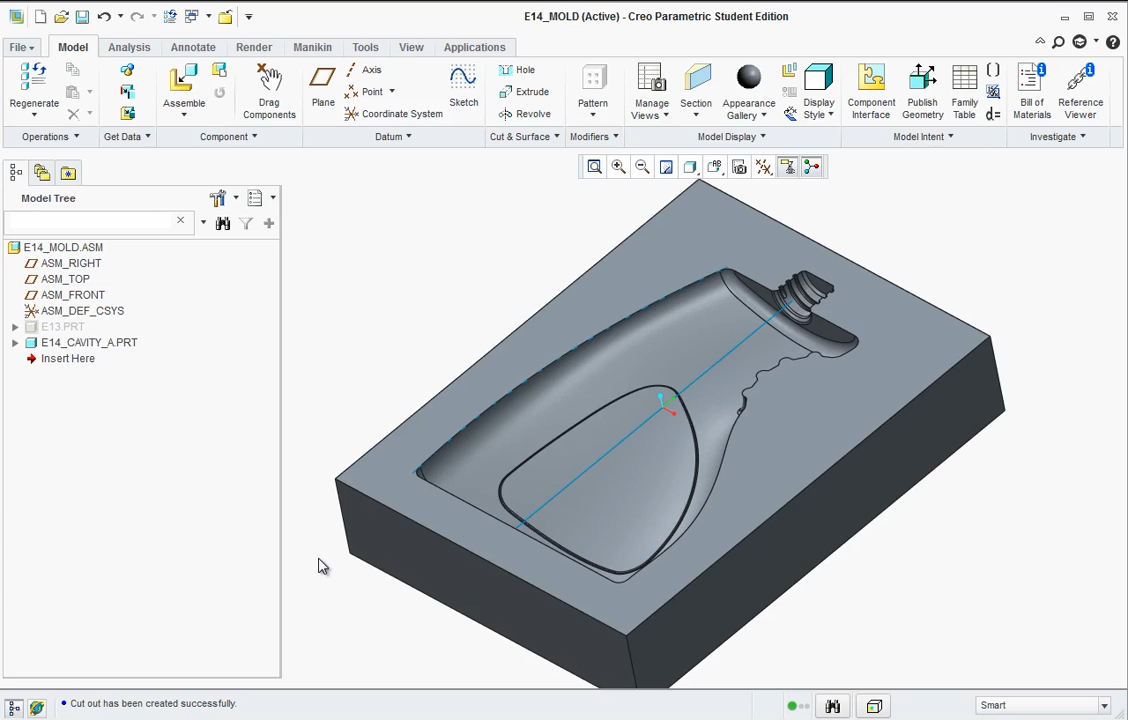 E14_MOLD (Active) - Creo Parametric Student Edition
File
Model
Analysis
Annotate
Render
Manikin
Tools
View
Applications
Regenerate
Assemble
Drag
Components
Plane
Axis
Point
Coordinate System
Sketch
Hole
Extrude
Revolve
Pattern
Manage
Views
Section
Appearance
Gallery
Display
Style
Component
Interface
Publish
Geometry
Family
Table
Bill of
Materials
Reference
Viewer
Operations
Get Data
Component
Datum
Cut & Surface
Modifiers
Model Display
Model Intent
Investigate
Model Tree
E14_MOLD.ASM
ASM_RIGHT
ASM_TOP
ASM_FRONT
ASM_DEF_CSYS
E13.PRT
E14_CAVITY_A.PRT
Insert Here
Cut out has been created successfully.
Smart